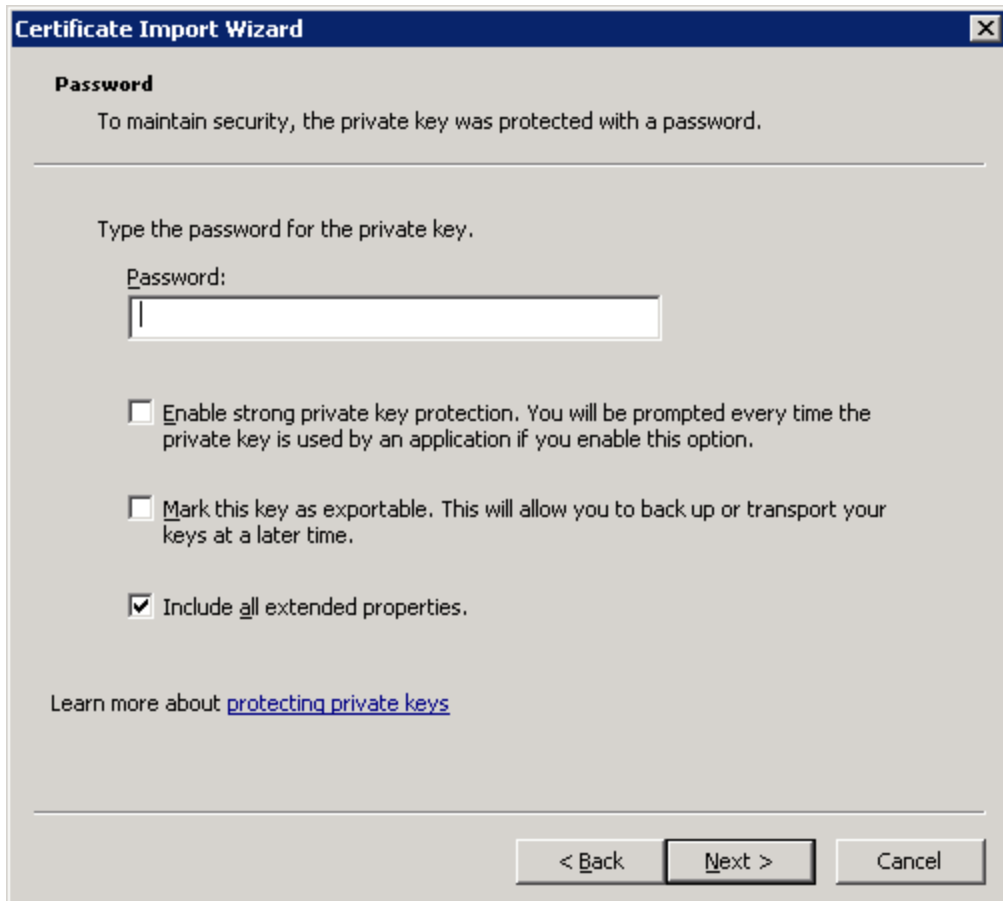 Certificate Import Wizard
Password
To maintain security, the private key was protected with a password.
Type the password for the private key.
Password:
Enable strong private key protection. You will be prompted every time the
private key is used by an application if you enable this option.
Mark this key as exportable. This will allow you to back up or transport your
keys at a later time.
Include all extended properties.
Learn more about protecting private keys
< Back Next > Cancel